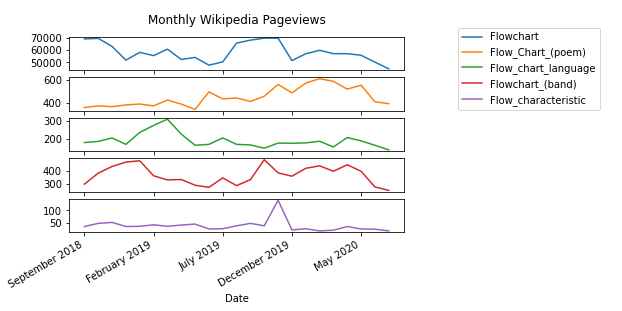 Monthly Wikipedia Pageviews
70000
60000
50000
600
400
300
200
400
300
100
50
September 2018
February 2019
July 2019
December 2019
May 2020
Date
Flowchart
Flow_Chart_(poem)
Flow_chart_language
Flowchart_(band)
Flow_characteristic